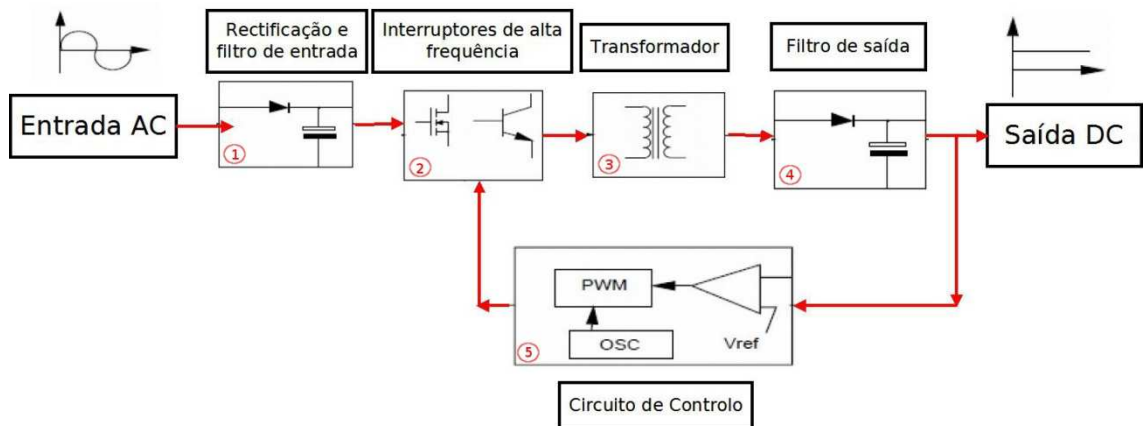 Rectificação e
filtro de entrada
Interruptores de alta
frequência
Transformador
Filtro de saída
Entrada AC
1
2
3
4
Saída DC
PWM
OSC
Vref
5
Circuito de Controlo